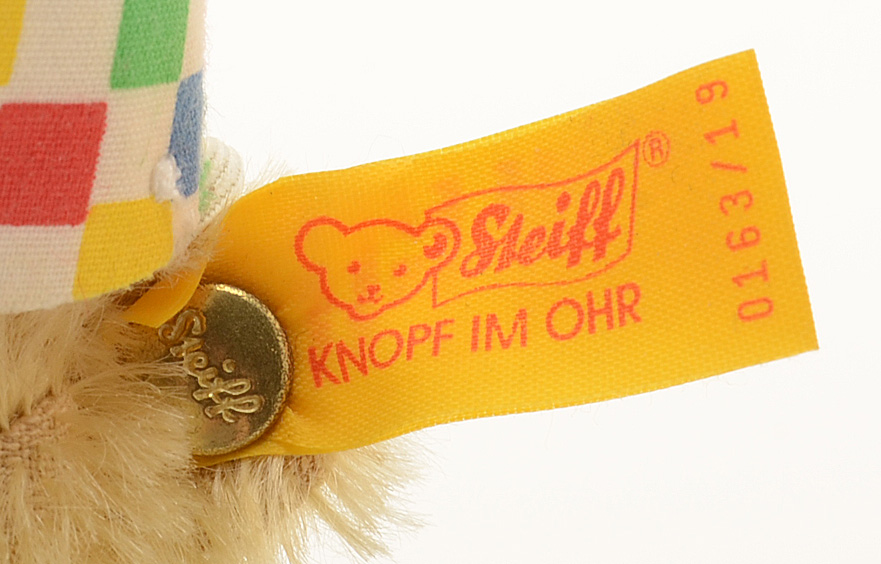 Steiff ®
KNOPF IM OHR
0163/19
Steiff